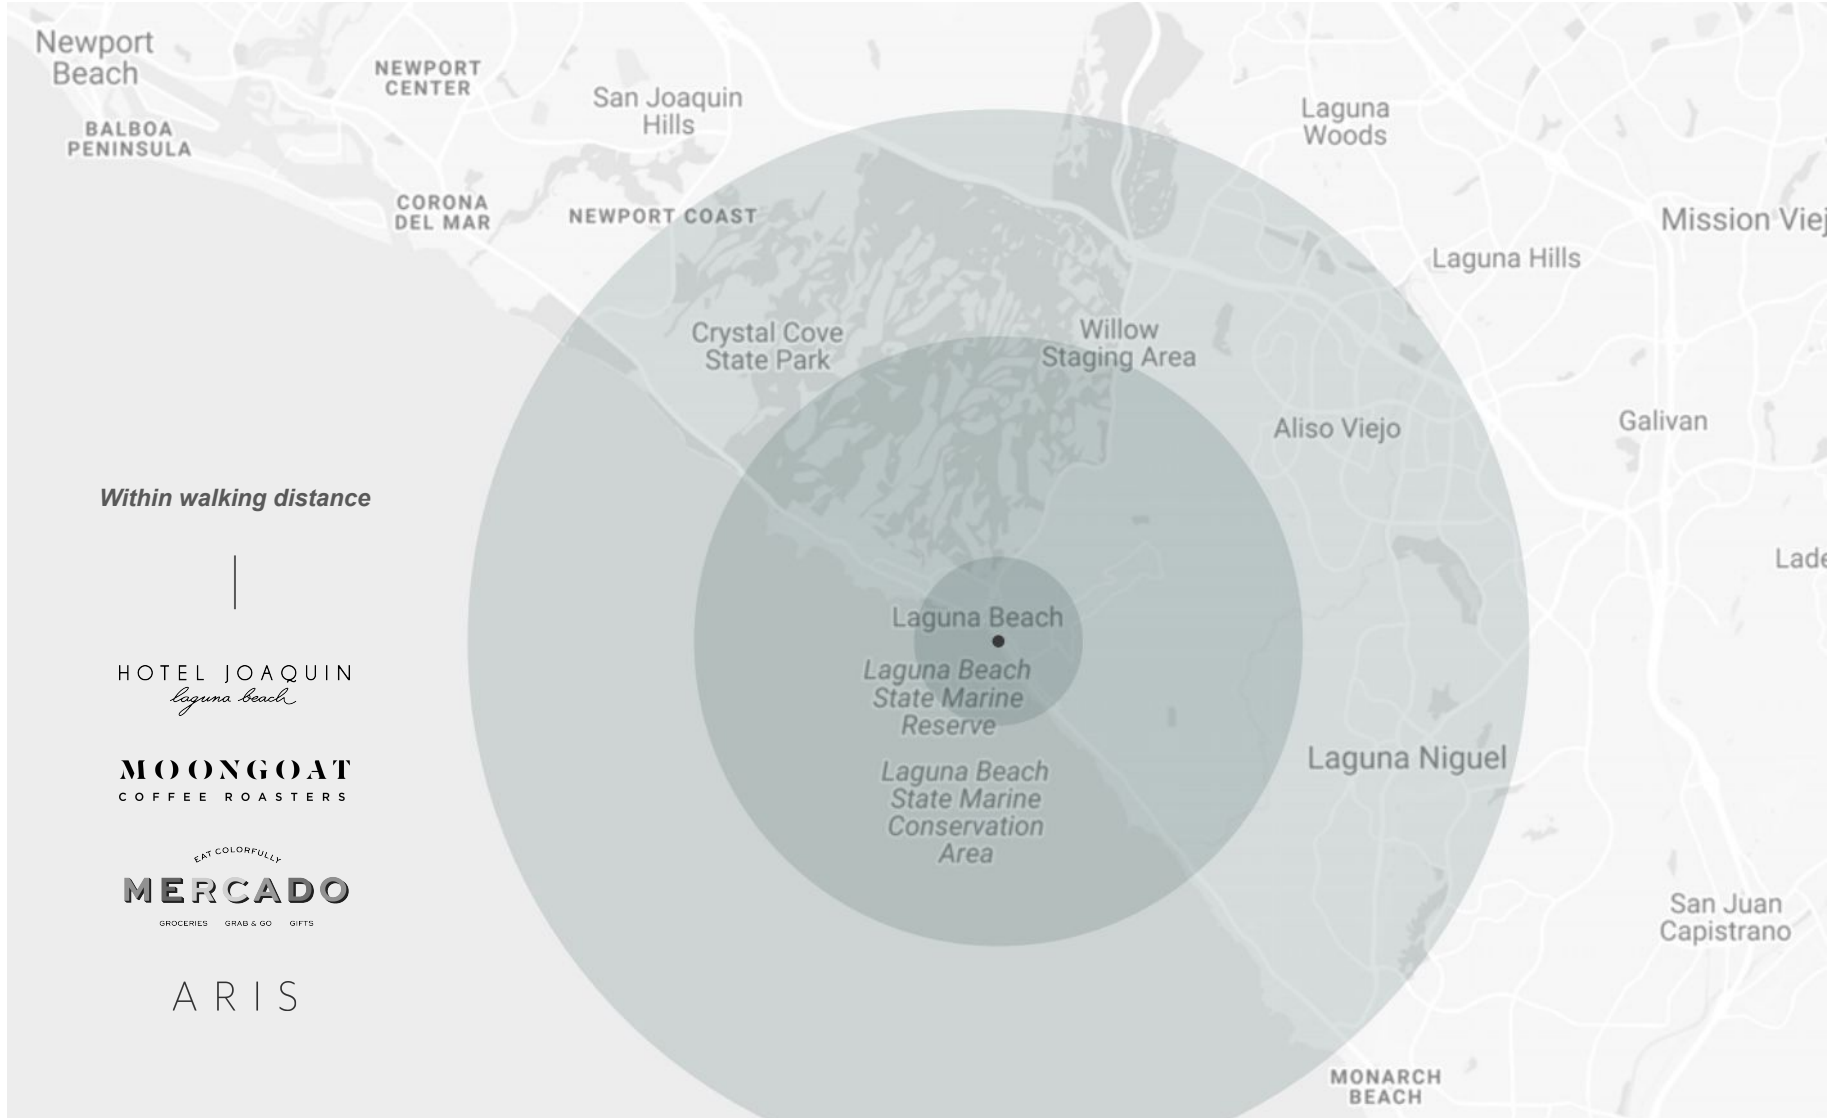 Newport
Beach
NEWPORT
CENTER
San Joaquin
Hills
BALBOA
PENINSULA
CORONA
DEL MAR
NEWPORT COAST
Laguna
Woods
Mission Viej
Laguna Hills
Crystal Cove
State Park
Willow
Staging Area
Aliso Viejo
Galivan
Lade
Laguna Beach
Laguna Beach
State Marine
Reserve
Laguna Beach
State Marine
Conservation
Area
Laguna Niguel
San Juan
Capistrano
MONARCH
BEACH
Within walking distance
HOTEL JOAQUIN
laguna beach
MOONGOAT
COFFEE ROASTERS
EAT COLORFULLY
MERCADO
GROCERIES GRAB & GO GIFTS
ARIS